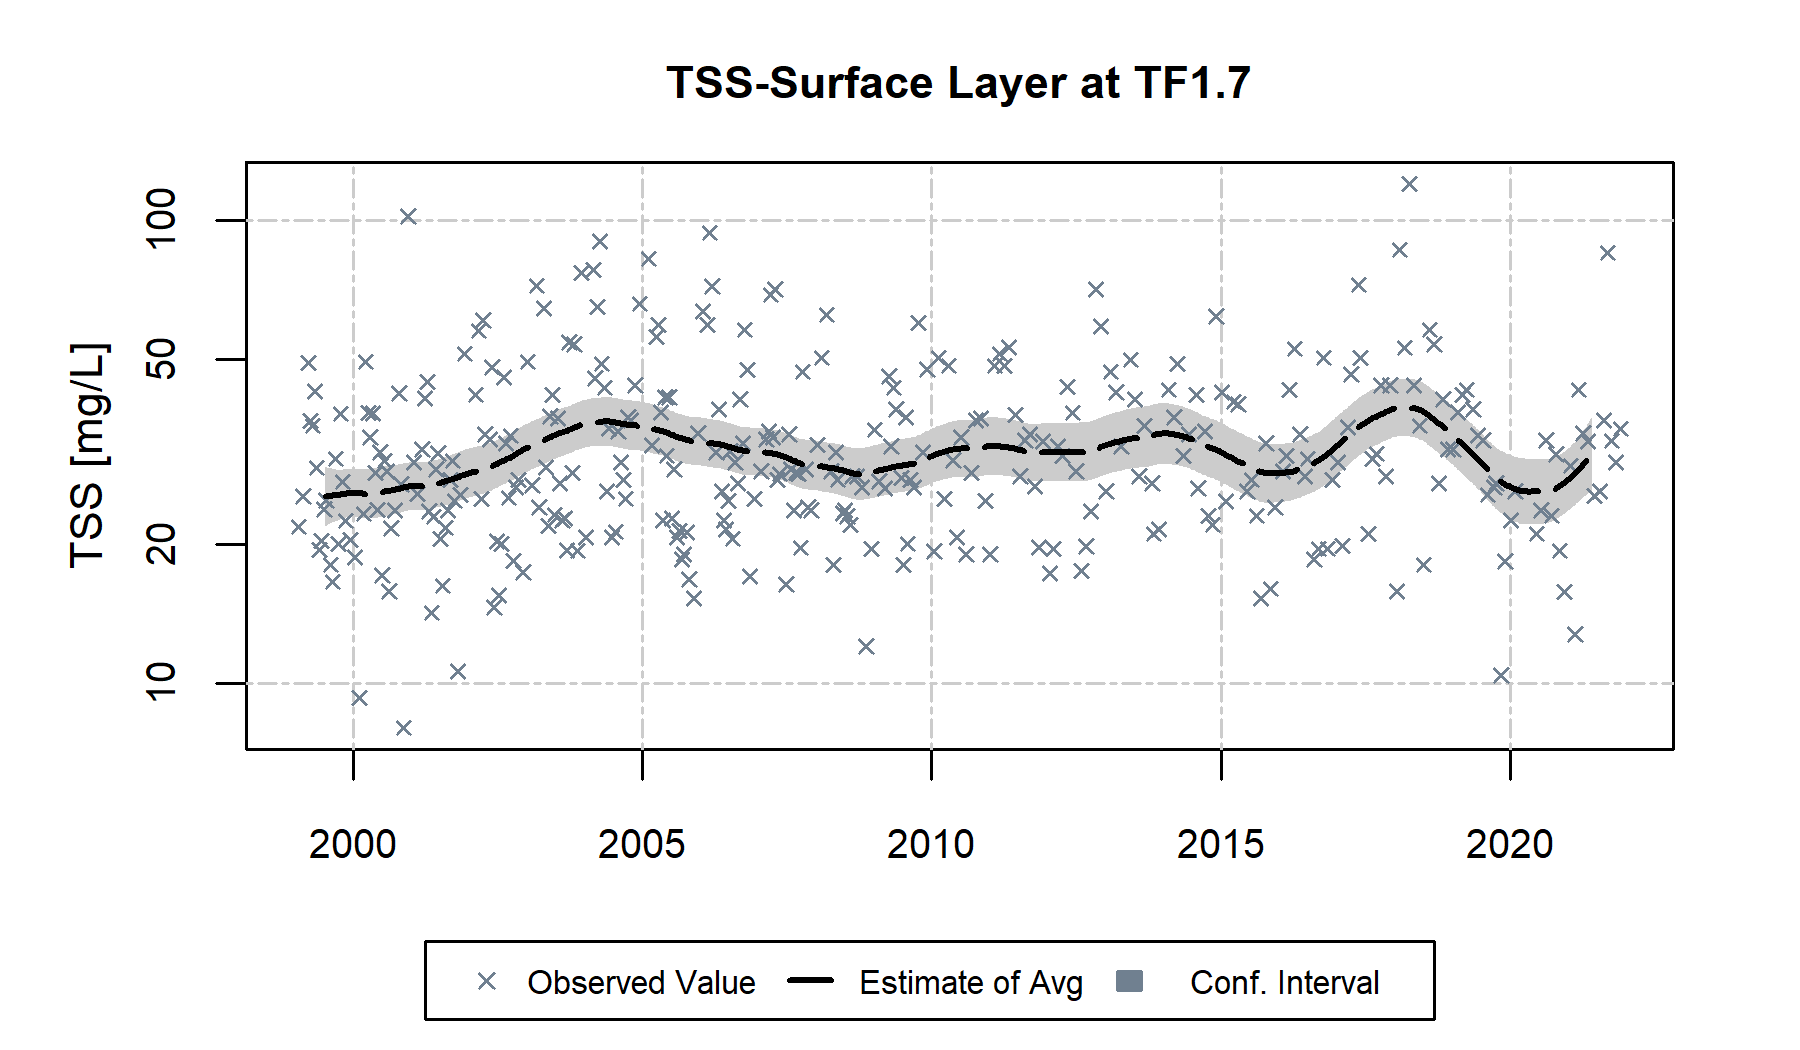 TSS-Surface Layer at TF1.7
TSS [mg/L]
100
50
20
10
2000 2005 2010 2015 2020
Observed Value Estimate of Avg Conf. Interval